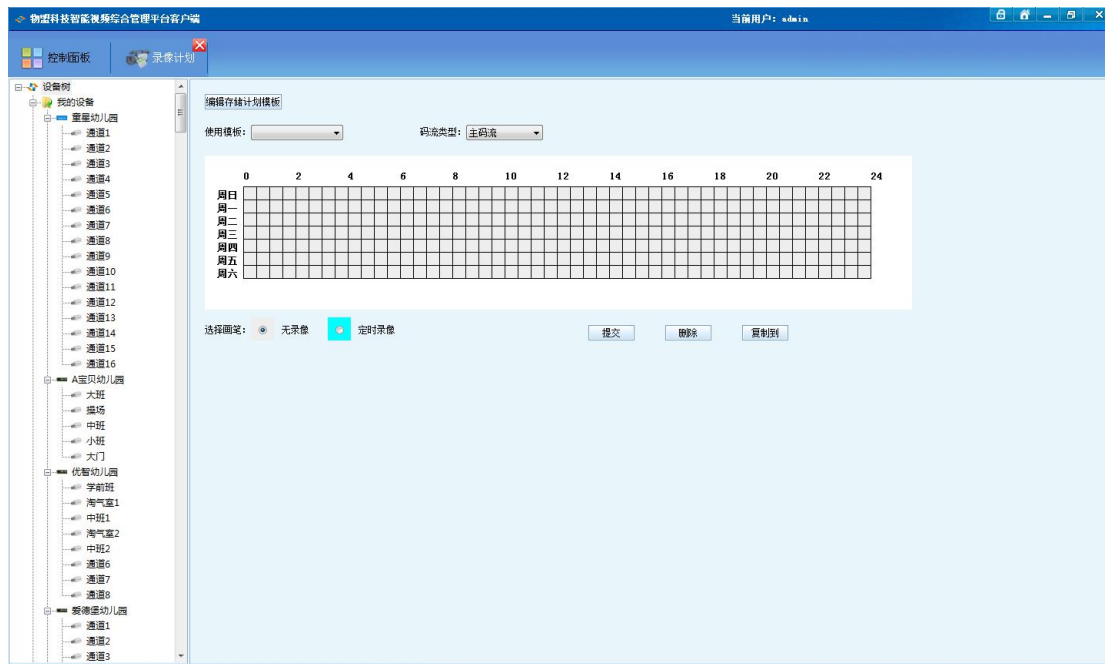 物盟科技智能视频综合管理平台客户端
当前用户: admin
控制面板
录像计划
设备树
我的设备
童星幼儿园
通道1
通道2
通道3
通道4
通道5
通道6
通道7
通道8
通道9
通道10
通道11
通道12
通道13
通道14
通道15
通道16
A宝贝幼儿园
大班
操场
中班
小班
大门
优智幼儿园
学前班
淘气室1
中班1
淘气室2
中班2
通道6
通道7
通道8
爱德堡幼儿园
通道1
通道2
通道3
编辑存储计划模板
使用模板:
码流类型: 主码流
0 2 4 6 8 10 12 14 16 18 20 22 24
周日
周一
周二
周三
周四
周五
周六
选择画笔: 无录像 定时录像
提交 删除 复制到